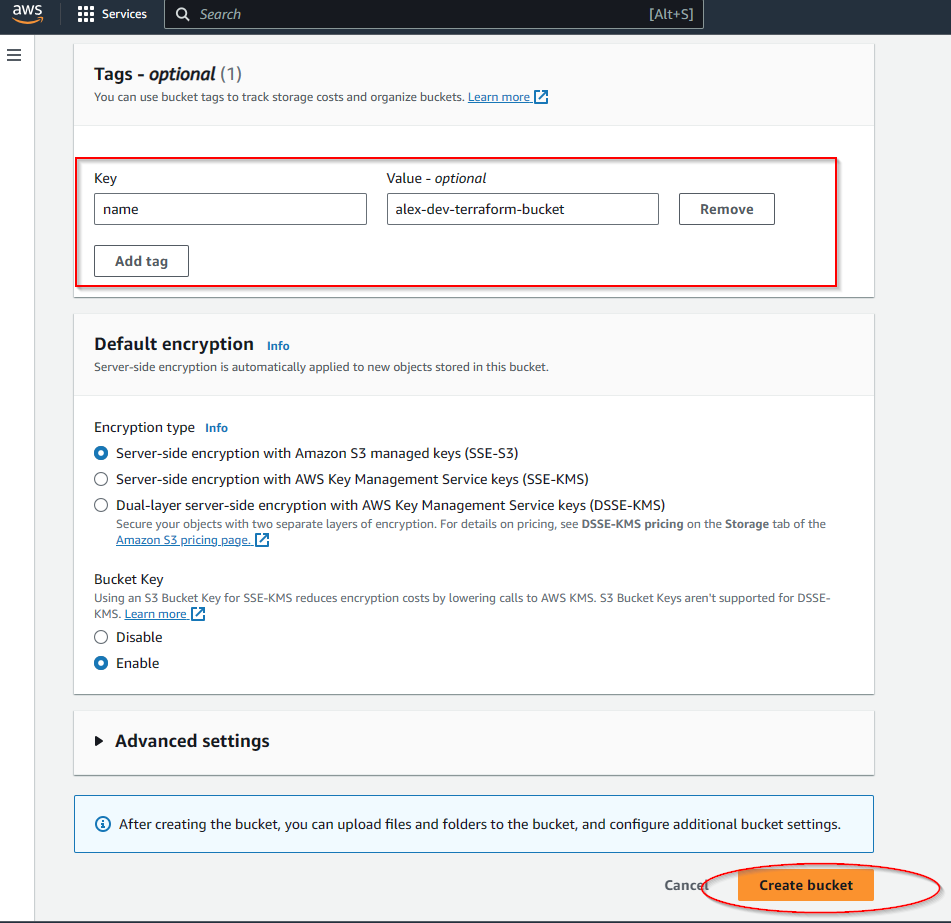 aws
Services
Search
[Alt+S]
Tags - optional (1)
You can use bucket tags to track storage costs and organize buckets. Learn more
Key
Value - optional
name
alex-dev-terraform-bucket
Remove
Add tag
Default encryption Info
Server-side encryption is automatically applied to new objects stored in this bucket.
Encryption type Info
Server-side encryption with Amazon S3 managed keys (SSE-S3)
Server-side encryption with AWS Key Management Service keys (SSE-KMS)
Dual-layer server-side encryption with AWS Key Management Service keys (DSSE-KMS)
Secure your objects with two separate layers of encryption. For details on pricing, see DSSE-KMS pricing on the Storage tab of the
Amazon S3 pricing page.
Bucket Key
Using an S3 Bucket Key for SSE-KMS reduces encryption costs by lowering calls to AWS KMS. S3 Bucket Keys aren't supported for DSSE-
KMS. Learn more
Disable
Enable
Advanced settings
After creating the bucket, you can upload files and folders to the bucket, and configure additional bucket settings.
Cancel
Create bucket